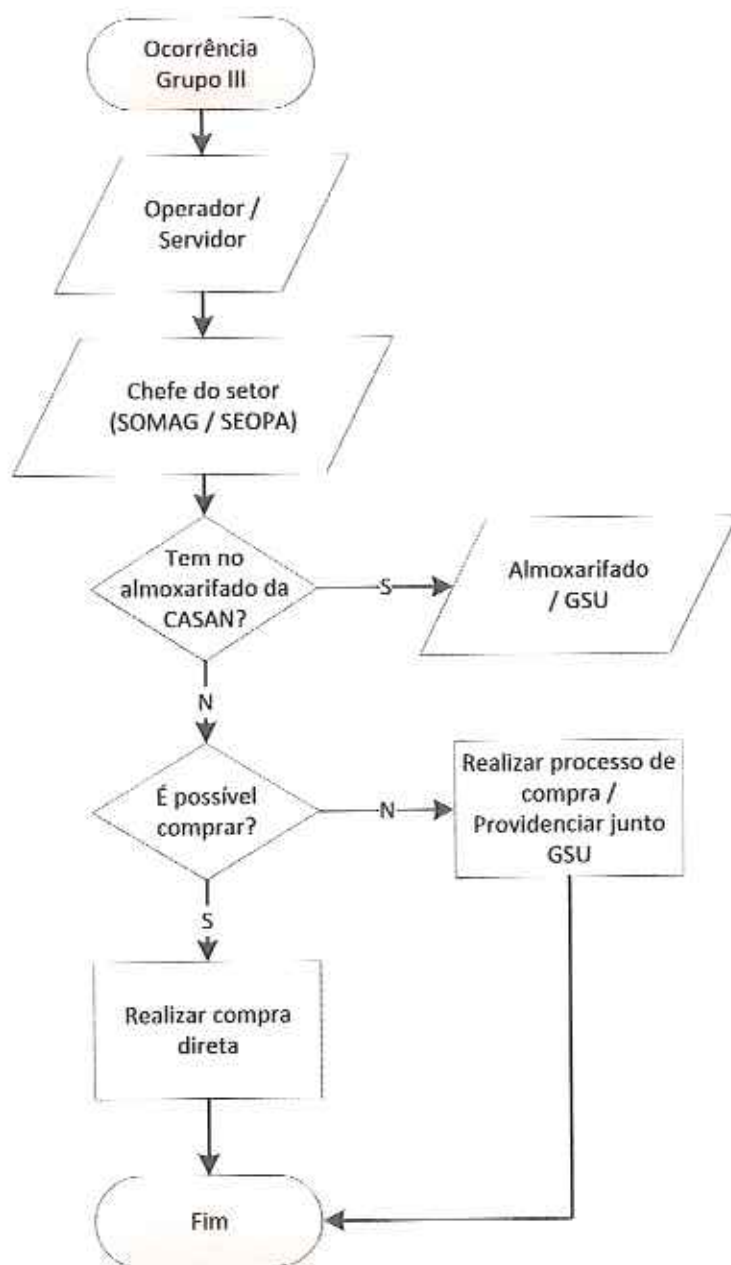 Ocorrência
Grupo III
Operador /
Servidor
Chefe do setor
(SOMAG / SEOPA)
Tem no
almoxarifado da
CASAN?
S
Almoxarifado
/ GSU
N
É possível
comprar?
N
Realizar processo de
compra /
Providenciar junto
GSU
S
Realizar compra
direta
Fim